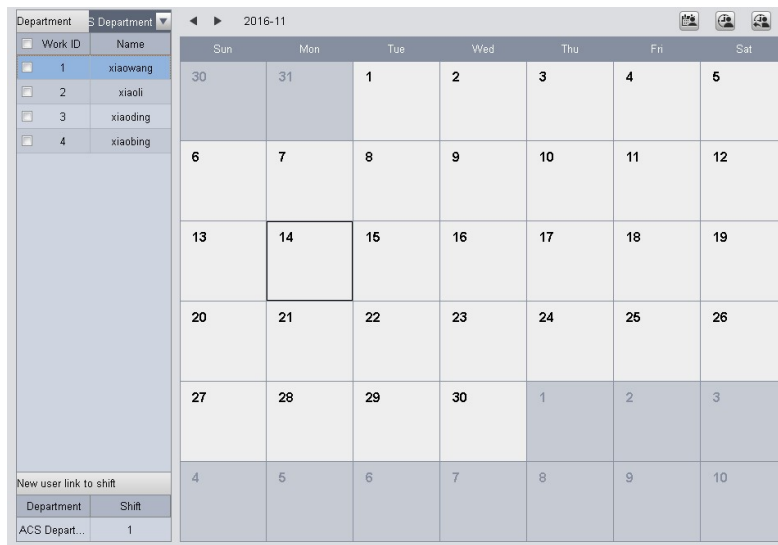 Department S Department
Work ID Name
1 xiaowang
2 xiaoli
3 xiaoding
4 xiaobing
New user link to shift
Department Shift
ACS Depart... 1
2016-11
Sun Mon Tue Wed Thu Fri Sat
30 31 1 2 3 4 5
6 7 8 9 10 11 12
13 14 15 16 17 18 19
20 21 22 23 24 25 26
27 28 29 30 1 2 3
4 5 6 7 8 9 10